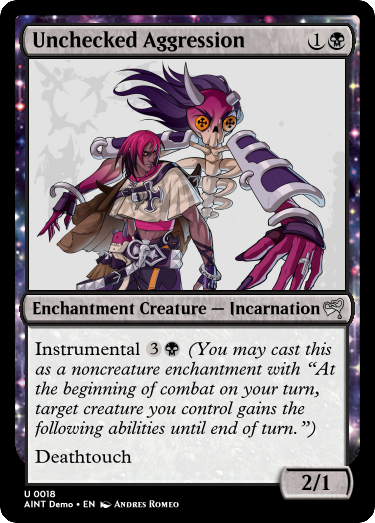 Unchecked Aggression 1
Enchantment Creature — Incarnation
Instrumental 3 (You may cast this
as a noncreature enchantment with “At
the beginning of combat on your turn,
target creature you control gains the
following abilities until end of turn.”)
Deathtouch
2/1
U 0018
AINT Demo • EN Andres Romeo